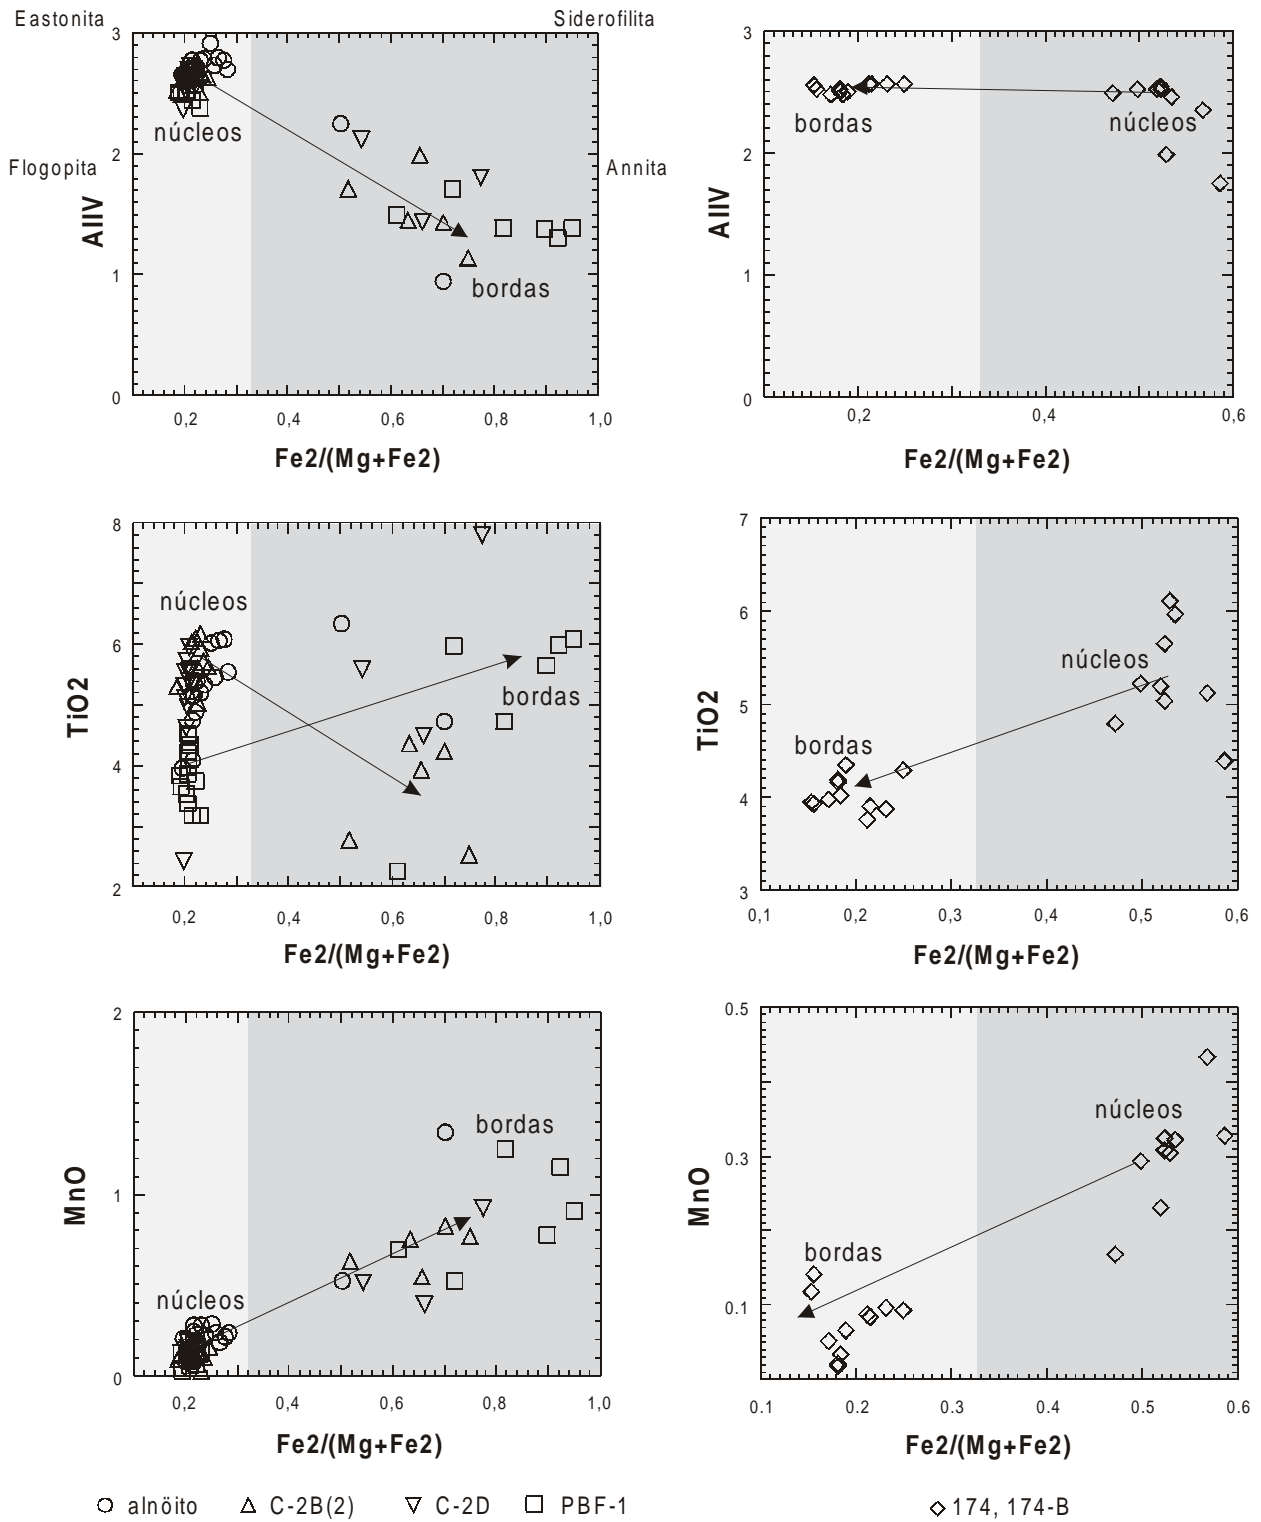 Eastonita
Siderofilita
3
2
1
0
núcleos
Flogopita
Annita
AlIV
bordas
0,2 0,4 0,6 0,8 1,0
Fe2/(Mg+Fe2)
3
2
1
0
bordas
núcleos
AlIV
0,2 0,4 0,6
Fe2/(Mg+Fe2)
8
6
4
2
núcleos
TiO2
bordas
0,2 0,4 0,6 0,8 1,0
Fe2/(Mg+Fe2)
7
6
5
4
3
núcleos
TiO2
bordas
0,1 0,2 0,3 0,4 0,5 0,6
Fe2/(Mg+Fe2)
2
1
0
bordas
MnO
núcleos
0,2 0,4 0,6 0,8 1,0
Fe2/(Mg+Fe2)
0.5
0.3
0.1
núcleos
MnO
bordas
0.1 0.2 0.3 0.4 0.5 0.6
Fe2/(Mg+Fe2)
alnöito C-2B(2) C-2D PBF-1
174, 174-B